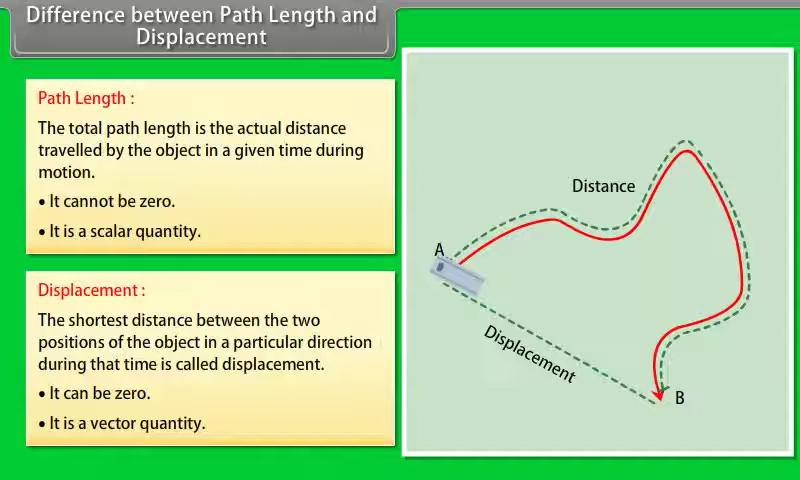 Difference between Path Length and
Displacement
Path Length :
The total path length is the actual distance
travelled by the object in a given time during
motion.
• It cannot be zero.
• It is a scalar quantity.
Displacement :
The shortest distance between the two
positions of the object in a particular direction
during that time is called displacement.
• It can be zero.
• It is a vector quantity.
Distance
A
Displacement
B